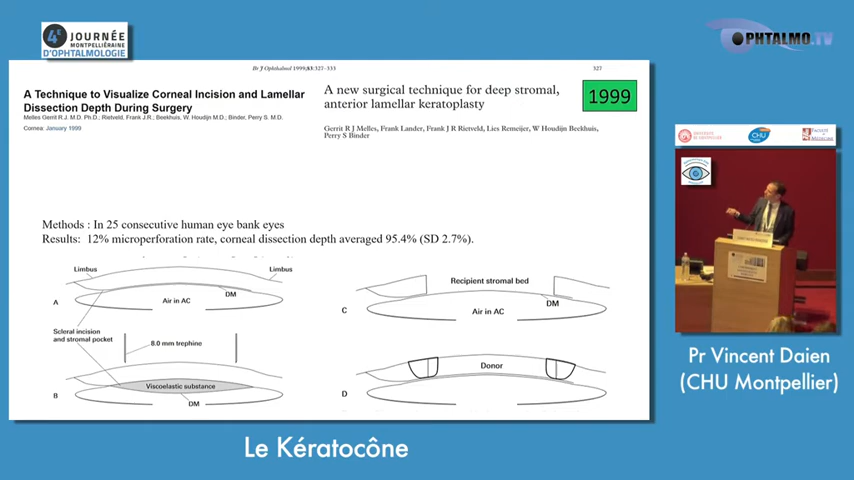 4E JOURNÉE
MONTPELLIÉRAINE
D'OPHTALMOLOGIE
OPHTALMO.TV
Br J Ophthalmol 1999;83:327–333
327
A Technique to Visualize Corneal Incision and Lamellar
Dissection Depth During Surgery
Melles Gerrit R.J. M.D. Ph.D.; Rietveld, Frank J.R.; Beekhuis, W. Houdijn M.D.; Binder, Perry S. M.D.
Cornea: January 1999
A new surgical technique for deep stromal,
anterior lamellar keratoplasty
Gerrit R J Melles, Frank Lander, Frank J R Rietveld, Lies Remeijer, W Houdijn Beekhuis,
Perry S Binder
1999
Methods : In 25 consecutive human eye bank eyes
Results: 12% microperforation rate, corneal dissection depth averaged 95.4% (SD 2.7%).
Limbus
Limbus
DM
A
Air in AC
Scleral incision
and stromal pocket
8.0 mm trephine
Viscoelastic substance
B
DM
Recipient stromal bed
DM
C
Air in AC
Donor
D
CHU
Pr Vincent Daien
(CHU Montpellier)
Le Kératocône